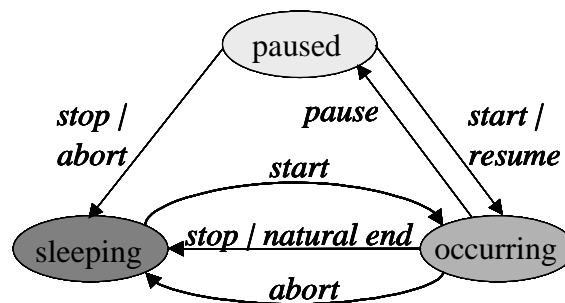 paused
stop |
abort
pause
start |
resume
start
sleeping
stop | natural end
occurring
abort